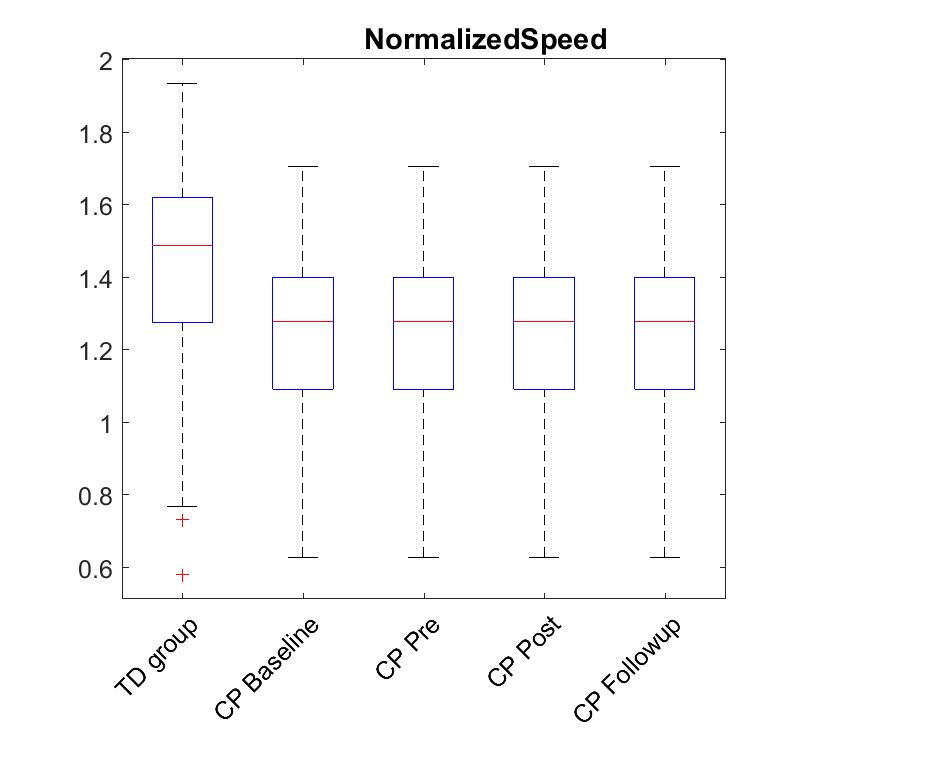 NormalizedSpeed
2
1.8
1.6
1.4
1.2
1
0.8
0.6
TD group
CP Baseline
CP Pre
CP Post
CP Followup